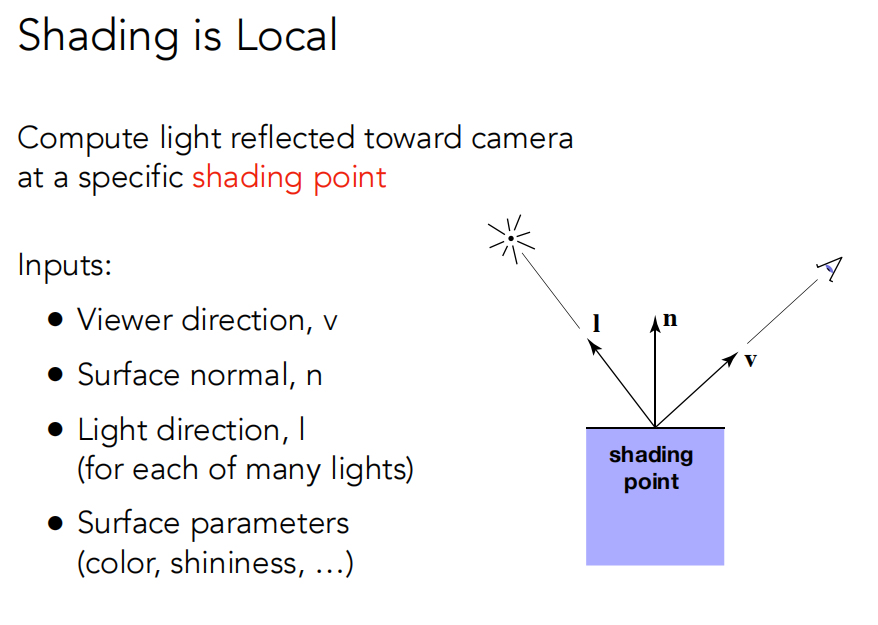 Shading is Local
Compute light reflected toward camera
at a specific shading point
Inputs:
• Viewer direction, v
• Surface normal, n
• Light direction, l
(for each of many lights)
• Surface parameters
(color, shininess, …)
l
n
v
shading
point